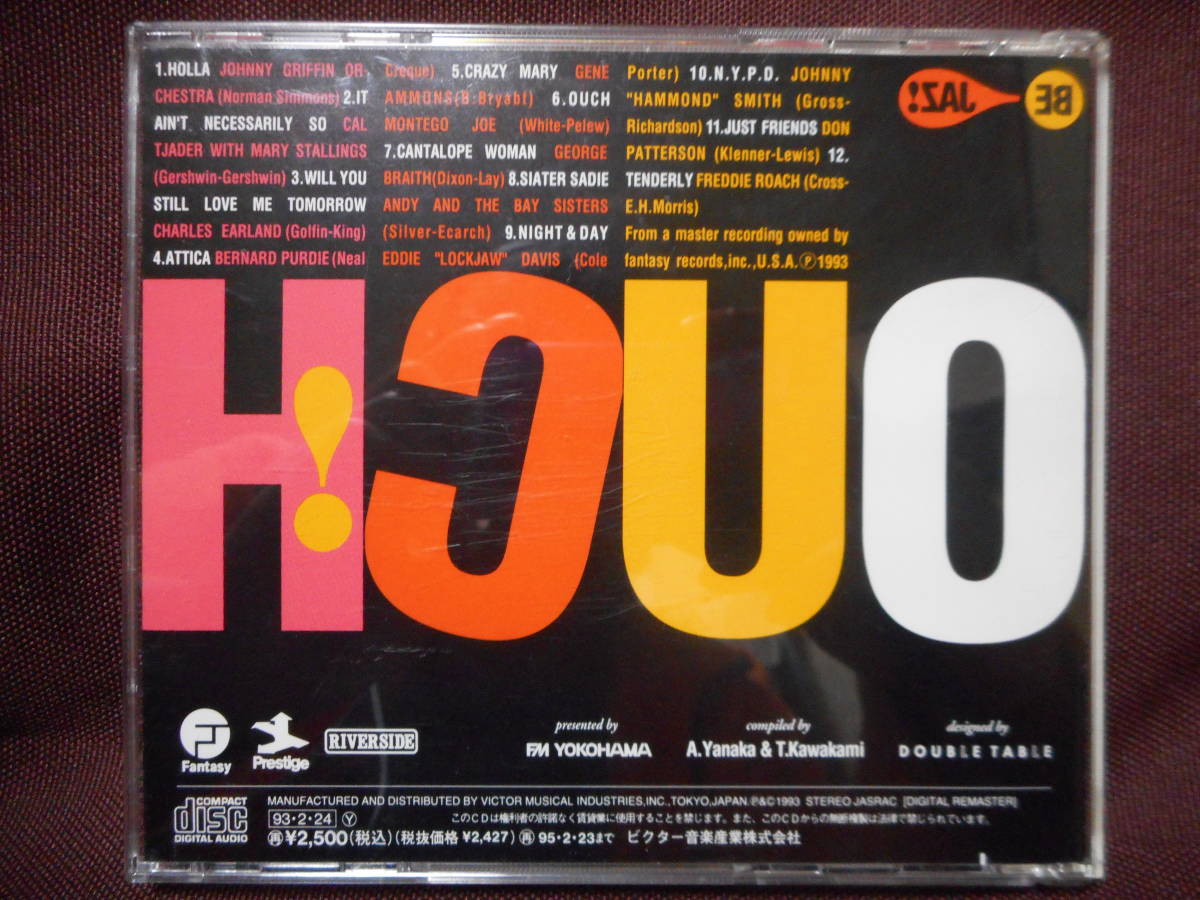 1.HOLLA JOHNNY GRIFFIN OR.
CHESTRA (Norman Simmons) 2.IT
AIN'T NECESSARILY SO CAL
TJADER WITH MARY STALLINGS
(Gershwin-Gershwin) 3.WILL YOU
STILL LOVE ME TOMORROW
CHARLES EARLAND (Goffin-King)
4.ATTICA BERNARD PURDIE (Neal
Creque) 5.CRAZY MARY GENE
AMMONS(B.Bryabt) 6.OUCH
MONTEGO JOE (White-Pelew)
7.CANTALOPE WOMAN GEORGE
BRAITH(Dixon-Lay) 8.SIATER SADIE
ANDY AND THE BAY SISTERS
(Silver-Ecarch) 9.NIGHT & DAY
EDDIE "LOCKJAW" DAVIS (Cole
Porter) 10.N.Y.P.D. JOHNNY
"HAMMOND" SMITH (Gross-
Richardson) 11.JUST FRIENDS DON
PATTERSON (Klenner-Lewis) 12.
TENDERLY FREDDIE ROACH (Cross-
E.H.Morris)
From a master recording owned by
fantasy records,inc.,U.S.A.Ⓟ1993
BE JAZ!
OUCH!
Fantasy
Prestige
RIVERSIDE
presented by
FM YOKOHAMA
compiled by
A.Yanaka & T.Kawakami
designed by
DOUBLE TABLE
COMPACT
disc
DIGITAL AUDIO
MANUFACTURED AND DISTRIBUTED BY VICTOR MUSICAL INDUSTRIES,INC.,TOKYO,JAPAN.Ⓟ&©1993 STEREO JASRAC [DIGITAL REMASTER]
93・2・24 Ⓨ このCDは権利者の許諾なく賃貸業に使用することを禁じます。また、このCDからの無断複製は法律で禁じられています。
㊥¥2,500(税込)(税抜価格 ¥2,427) ㊥95・2・23まで ビクター音楽産業株式会社